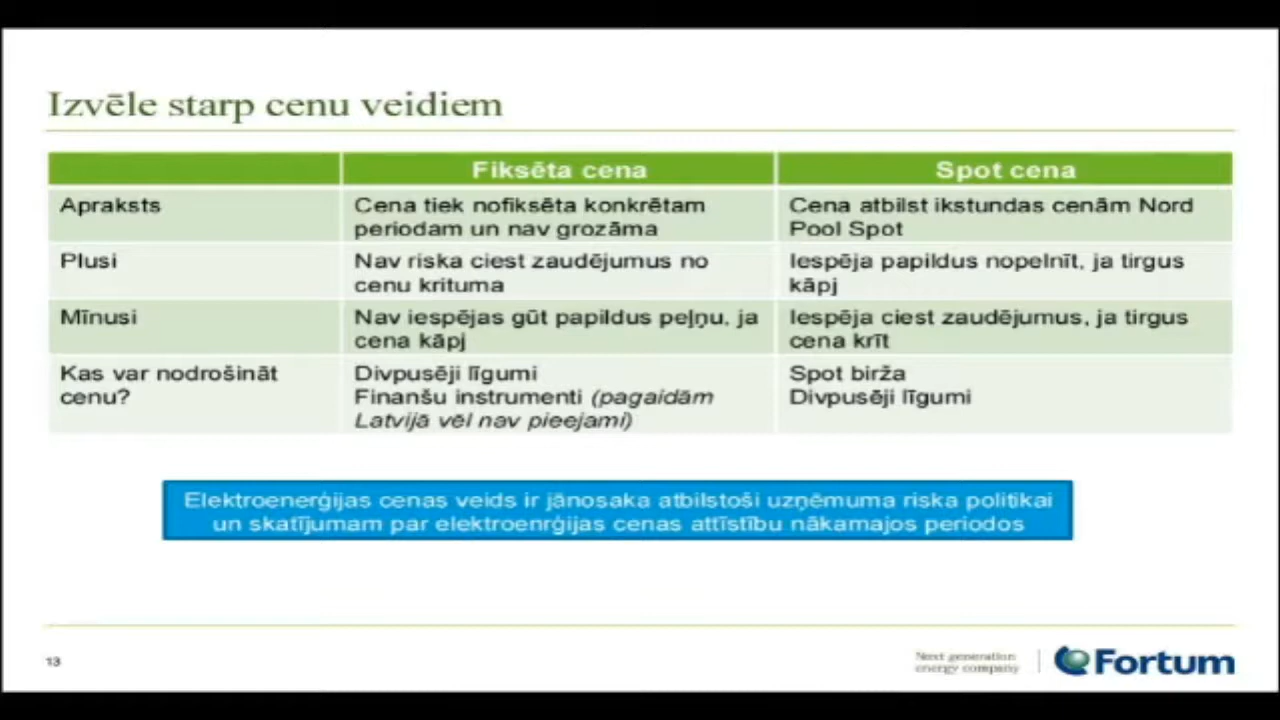 Izvēle starp cenu veidiem
Fiksēta cena
Spot cena
Apraksts
Cena tiek nofiksēta konkrētam
periodam un nav grozāma
Cena atbilst ikstundas cenām Nord
Pool Spot
Plusi
Nav riska ciest zaudējumus no
cenu krituma
Iespēja papildus nopelnīt, ja tirgus
kāpj
Mīnusi
Nav iespējas gūt papildus peļņu, ja
cena kāpj
Iespēja ciest zaudējumus, ja tirgus
cena krīt
Kas var nodrošināt
cenu?
Divpusēji līgumi
Finanšu instrumenti (pagaidām
Latvijā vēl nav pieejami)
Spot birža
Divpusēji līgumi
Elektroenerģijas cenas veids ir jānosaka atbilstoši uzņēmuma riska politikai
un skatījumam par elektroenrģijas cenas attīstību nākamajos periodos
13
Next generation
energy company
Fortum